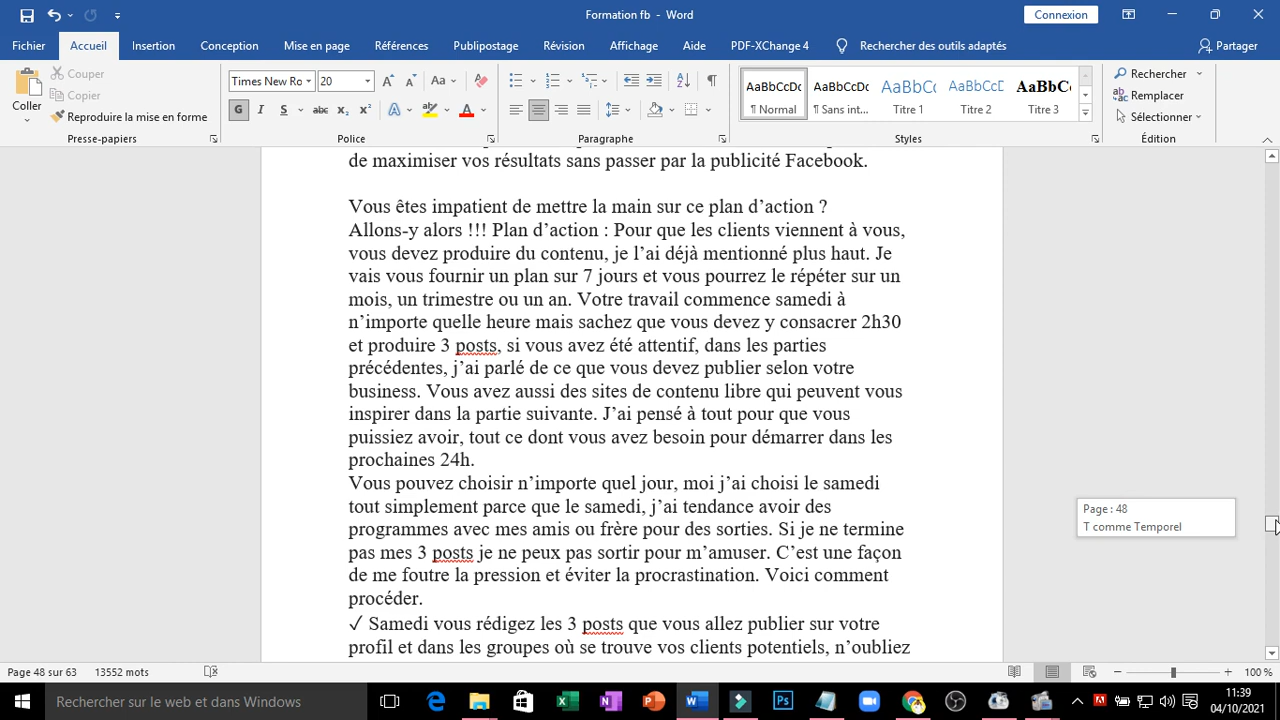 Formation fb - Word
Connexion
Fichier Accueil Insertion Conception Mise en page Références Publipostage Révision Affichage Aide PDF-XChange 4 Rechercher des outils adaptés Partager
Coller
Couper
Copier
Reproduire la mise en forme
Presse-papiers
Times New Ro 20
Police
Paragraphe
AaBbCcDc AaBbCcDc AaBbC AaBbCcD AaBbC
¶ Normal ¶ Sans int... Titre 1 Titre 2 Titre 3
Styles
Rechercher
Remplacer
Sélectionner
Édition
de maximiser vos résultats sans passer par la publicité Facebook.
Vous êtes impatient de mettre la main sur ce plan d’action ?
Allons-y alors !!! Plan d’action : Pour que les clients viennent à vous,
vous devez produire du contenu, je l’ai déjà mentionné plus haut. Je
vais vous fournir un plan sur 7 jours et vous pourrez le répéter sur un
mois, un trimestre ou un an. Votre travail commence samedi à
n’importe quelle heure mais sachez que vous devez y consacrer 2h30
et produire 3 posts, si vous avez été attentif, dans les parties
précédentes, j’ai parlé de ce que vous devez publier selon votre
business. Vous avez aussi des sites de contenu libre qui peuvent vous
inspirer dans la partie suivante. J’ai pensé à tout pour que vous
puissiez avoir, tout ce dont vous avez besoin pour démarrer dans les
prochaines 24h.
Vous pouvez choisir n’importe quel jour, moi j’ai choisi le samedi
tout simplement parce que le samedi, j’ai tendance avoir des
programmes avec mes amis ou frère pour des sorties. Si je ne termine
pas mes 3 posts je ne peux pas sortir pour m’amuser. C’est une façon
de me foutre la pression et éviter la procrastination. Voici comment
procéder.
✓ Samedi vous rédigez les 3 posts que vous allez publier sur votre
profil et dans les groupes où se trouve vos clients potentiels, n’oubliez
Page : 48
T comme Temporel
Page 48 sur 63 13552 mots 100 %
Rechercher sur le web et dans Windows
11:39
04/10/2021